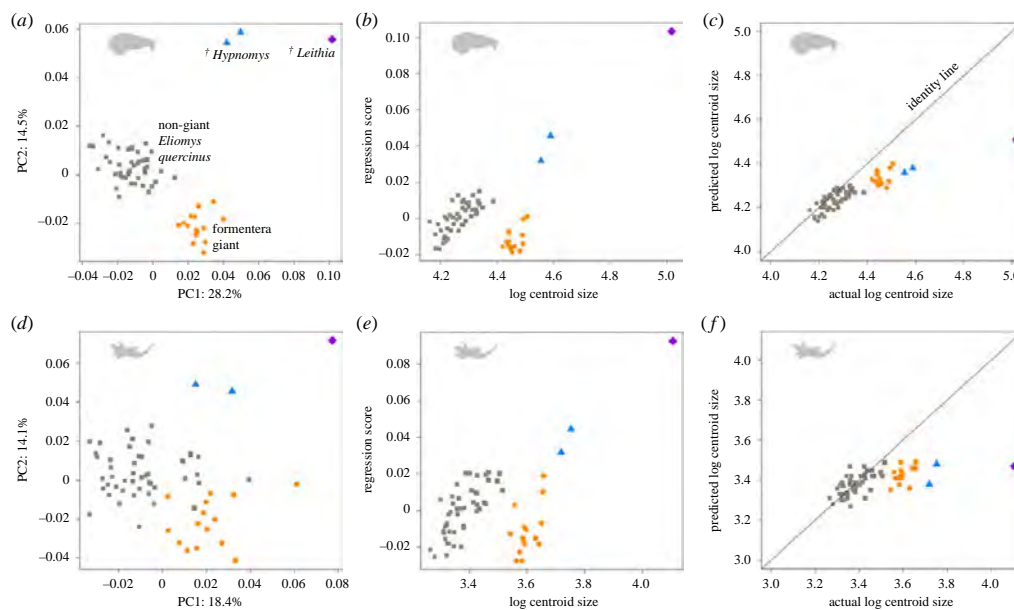 (a)
0.06
0.04
0.02
0
–0.02
PC2: 14.5%
† Hypnomys
† Leithia
non-giant
Eliomys
quercinus
formentera
giant
–0.04
–0.02
0
0.02
0.04
0.06
0.08
0.10
PC1: 28.2%
(b)
0.10
0.08
0.06
0.04
0.02
0
–0.02
regression score
4.2
4.4
4.6
4.8
5.0
log centroid size
(c)
5.0
4.8
4.6
4.4
4.2
4.0
predicted log centroid size
identity line
4.0
4.2
4.4
4.6
4.8
5.0
actual log centroid size
(d)
0.06
0.04
0.02
0
–0.02
–0.04
PC2: 14.1%
–0.02
0
0.02
0.04
0.06
0.08
PC1: 18.4%
(e)
0.08
0.06
0.04
0.02
0
–0.02
regression score
3.4
3.6
3.8
4.0
log centroid size
(f)
4.0
3.8
3.6
3.4
3.2
3.0
predicted log centroid size
3.0
3.2
3.4
3.6
3.8
4.0
actual log centroid size